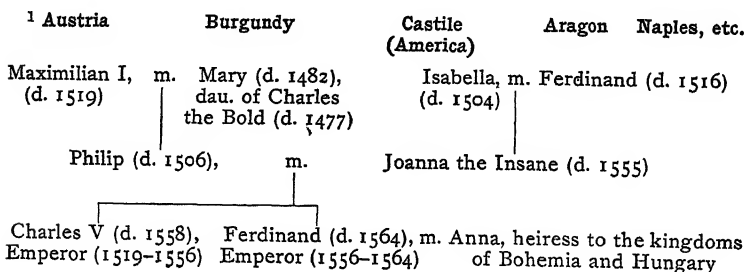 1 Austria Burgundy Castile Aragon Naples, etc.
(America)
Maximilian I, m. Mary (d. 1482), Isabella, m. Ferdinand (d. 1516)
(d. 1519) dau. of Charles (d. 1504)
the Bold (d. 1477)
Philip (d. 1506), m. Joanna the Insane (d. 1555)
Charles V (d. 1558), Ferdinand (d. 1564), m. Anna, heiress to the kingdoms
Emperor (1519–1556) Emperor (1556–1564) of Bohemia and Hungary